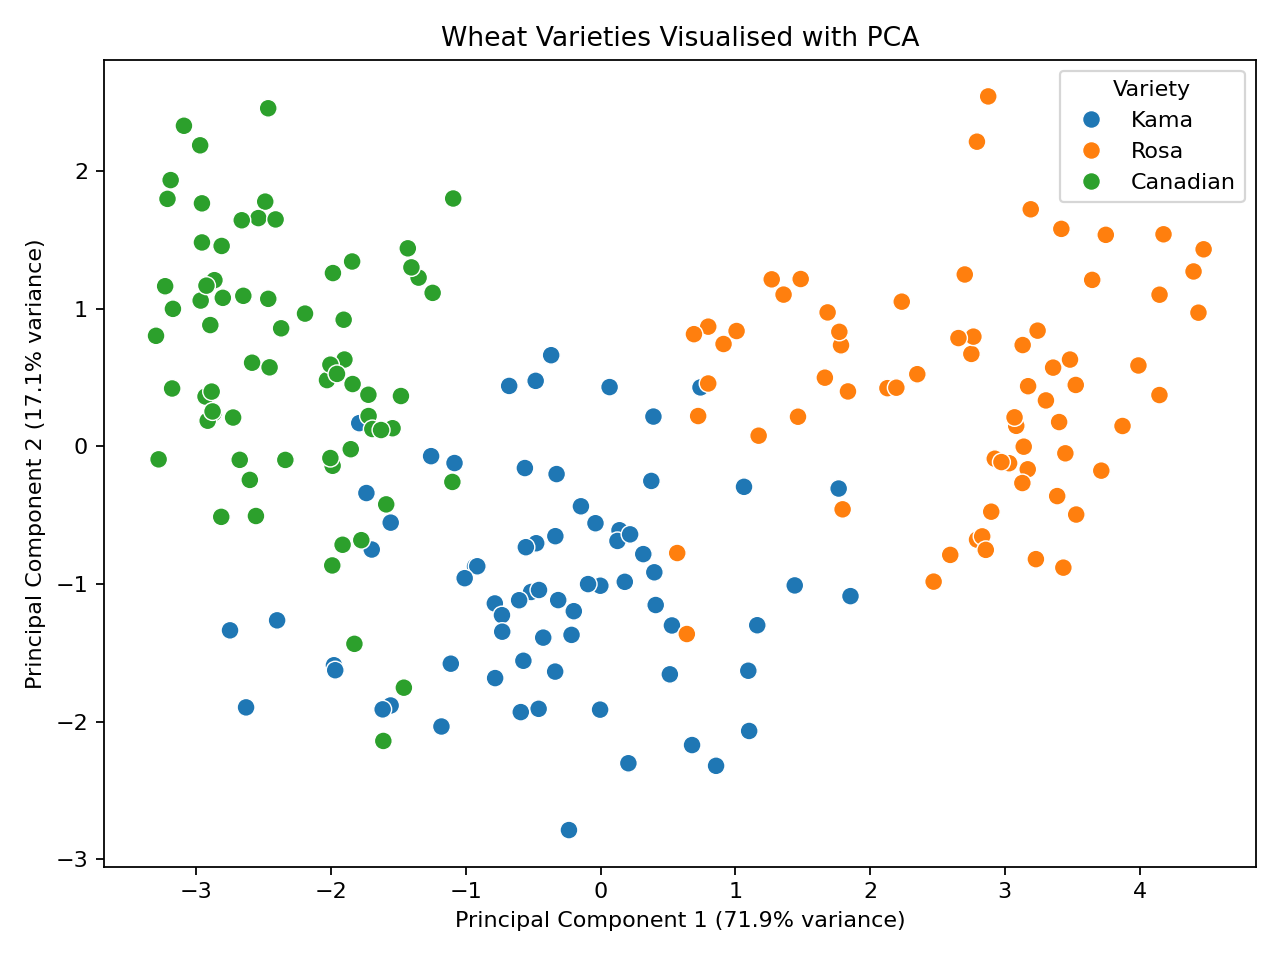 Wheat Varieties Visualised with PCA
Variety
Kama
Rosa
Canadian
Principal Component 2 (17.1% variance)
2
1
0
−1
−2
−3
−3 −2 −1 0 1 2 3 4
Principal Component 1 (71.9% variance)